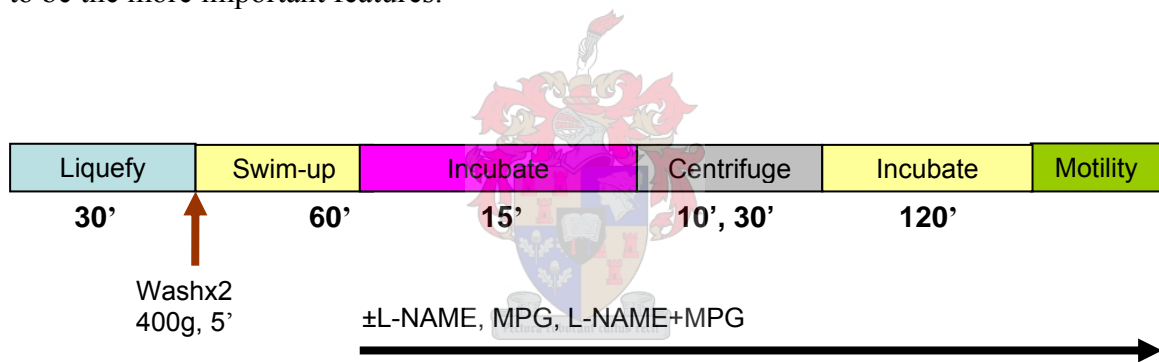 to be the more important features.
Liquefy Swim-up Incubate Centrifuge Incubate Motility
30’ 60’ 15’ 10’, 30’ 120’
Washx2
400g, 5’
±L-NAME, MPG, L-NAME+MPG